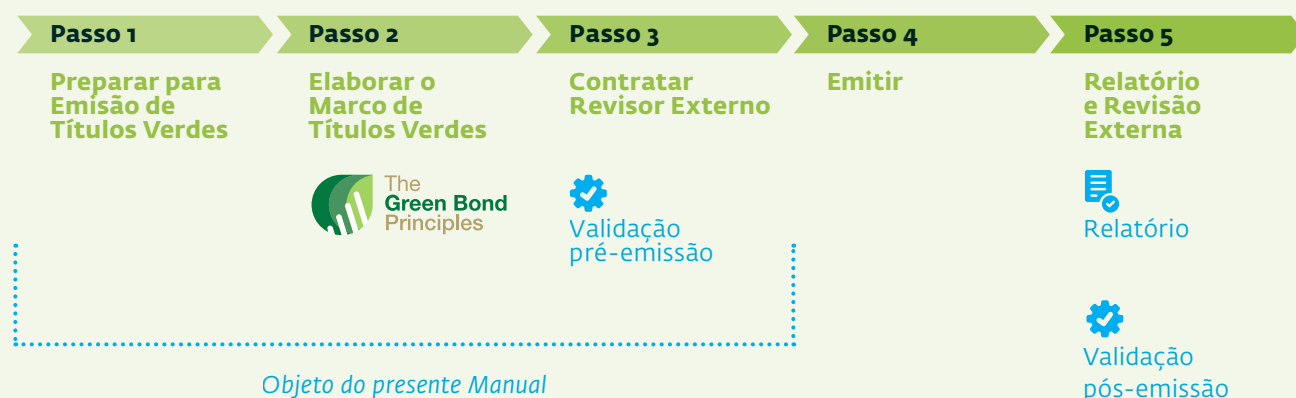 Passo 1
Preparar para
Emisão de
Títulos Verdes
Passo 2
Elaborar o
Marco de
Títulos Verdes
The
Green Bond
Principles
Passo 3
Contratar
Revisor Externo
Validação
pré-emissão
Passo 4
Emitir
Passo 5
Relatório
e Revisão
Externa
Relatório
Validação
pós-emissão
Objeto do presente Manual